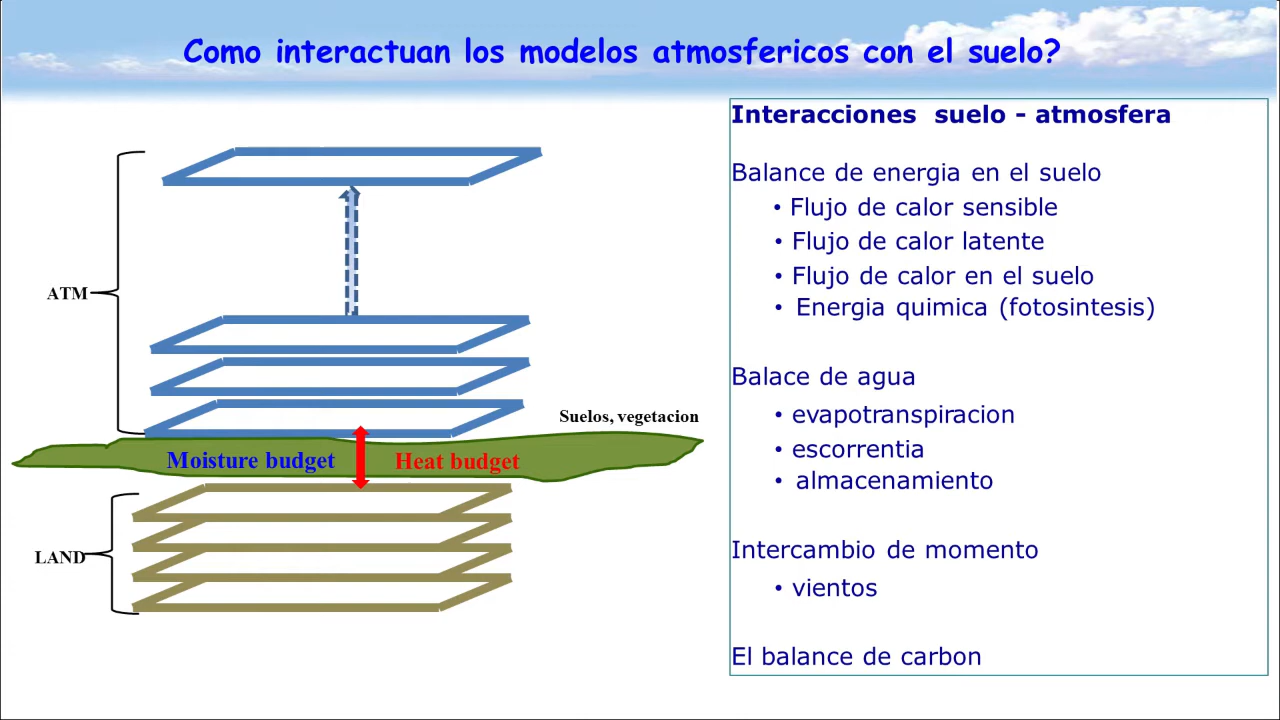 Como interactuan los modelos atmosfericos con el suelo?
ATM
Suelos, vegetacion
Moisture budget
Heat budget
LAND
Interacciones suelo - atmosfera
Balance de energia en el suelo
• Flujo de calor sensible
• Flujo de calor latente
• Flujo de calor en el suelo
• Energia quimica (fotosintesis)
Balace de agua
• evapotranspiracion
• escorrentia
• almacenamiento
Intercambio de momento
• vientos
El balance de carbon